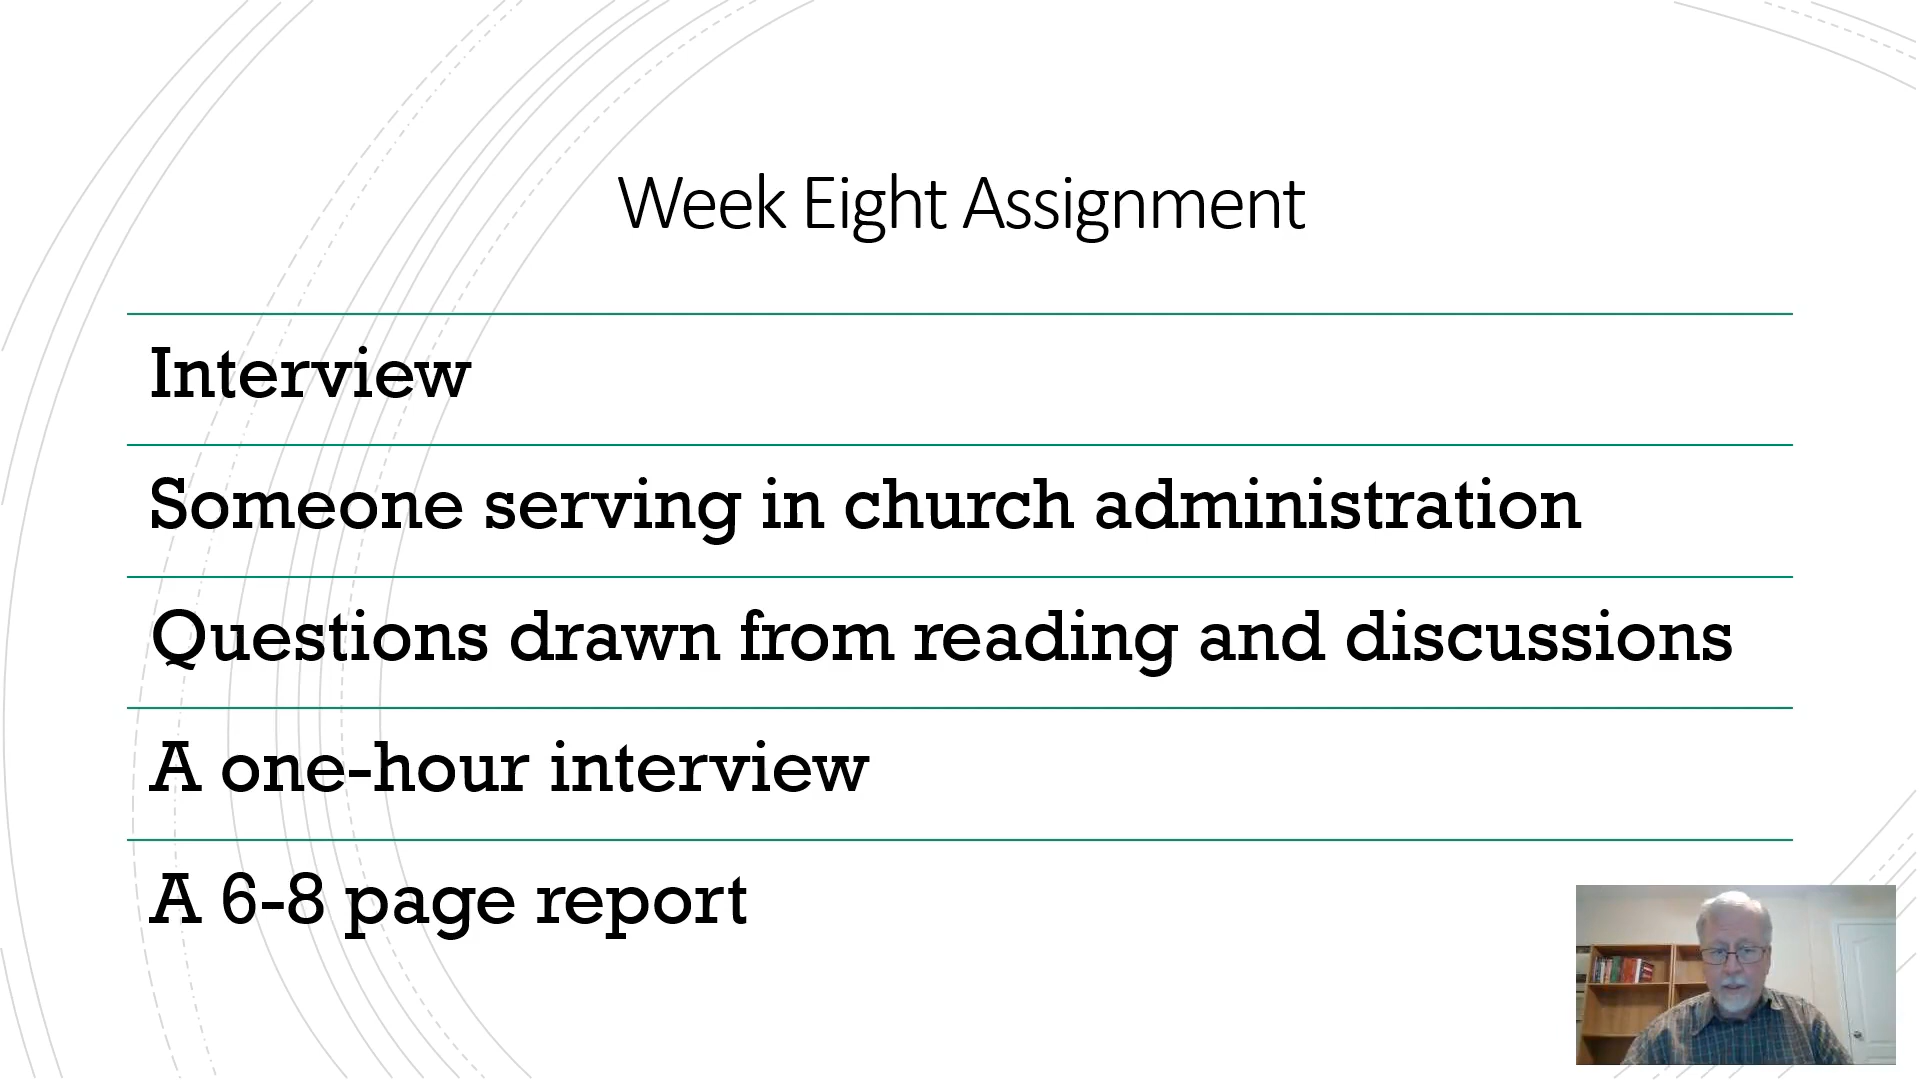 Week Eight Assignment
Interview
Someone serving in church administration
Questions drawn from reading and discussions
A one-hour interview
A 6-8 page report